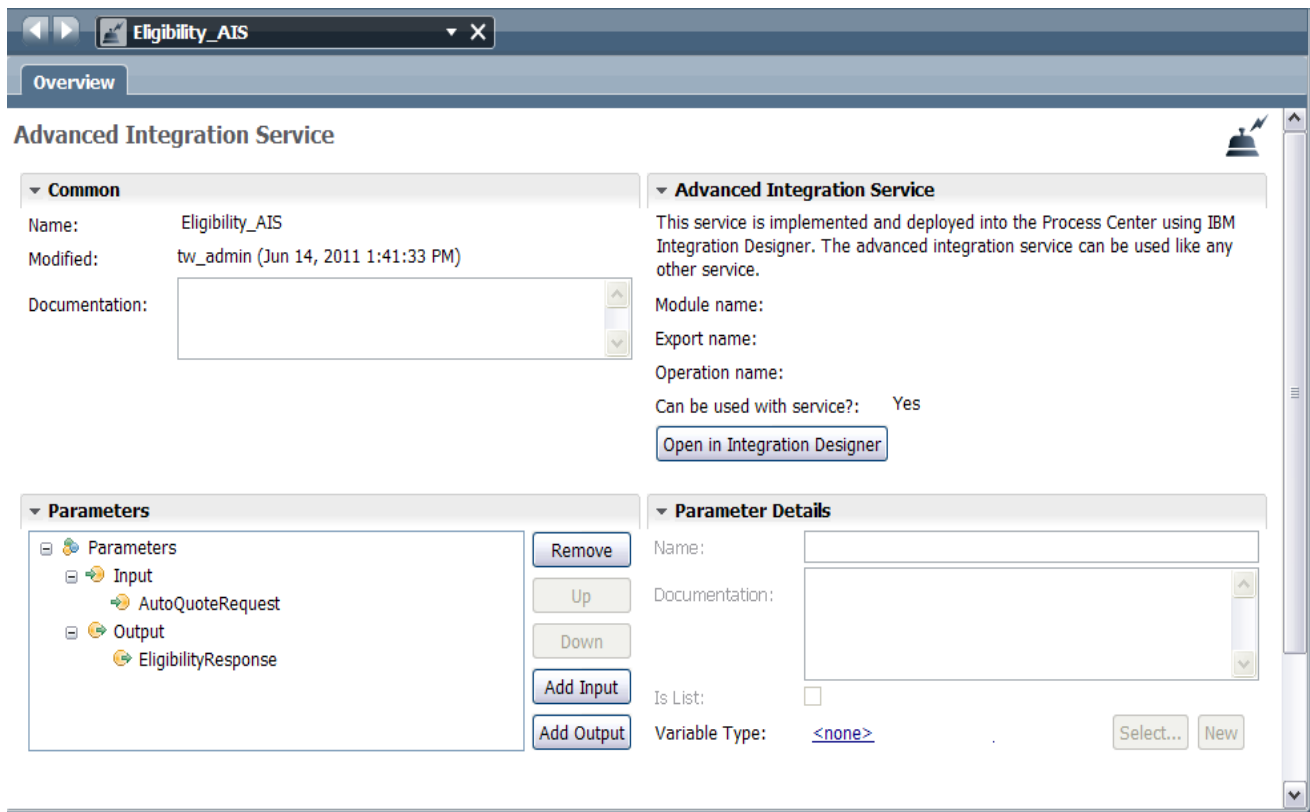 Eligibility_AIS
Overview
Advanced Integration Service
Common
Name: Eligibility_AIS
Modified: tw_admin (Jun 14, 2011 1:41:33 PM)
Documentation:
Advanced Integration Service
This service is implemented and deployed into the Process Center using IBM
Integration Designer. The advanced integration service can be used like any
other service.
Module name:
Export name:
Operation name:
Can be used with service?: Yes
Open in Integration Designer
Parameters
Parameters
Input
AutoQuoteRequest
Output
EligibilityResponse
Remove
Up
Down
Add Input
Add Output
Parameter Details
Name:
Documentation:
Is List:
Variable Type: <none>
Select...
New